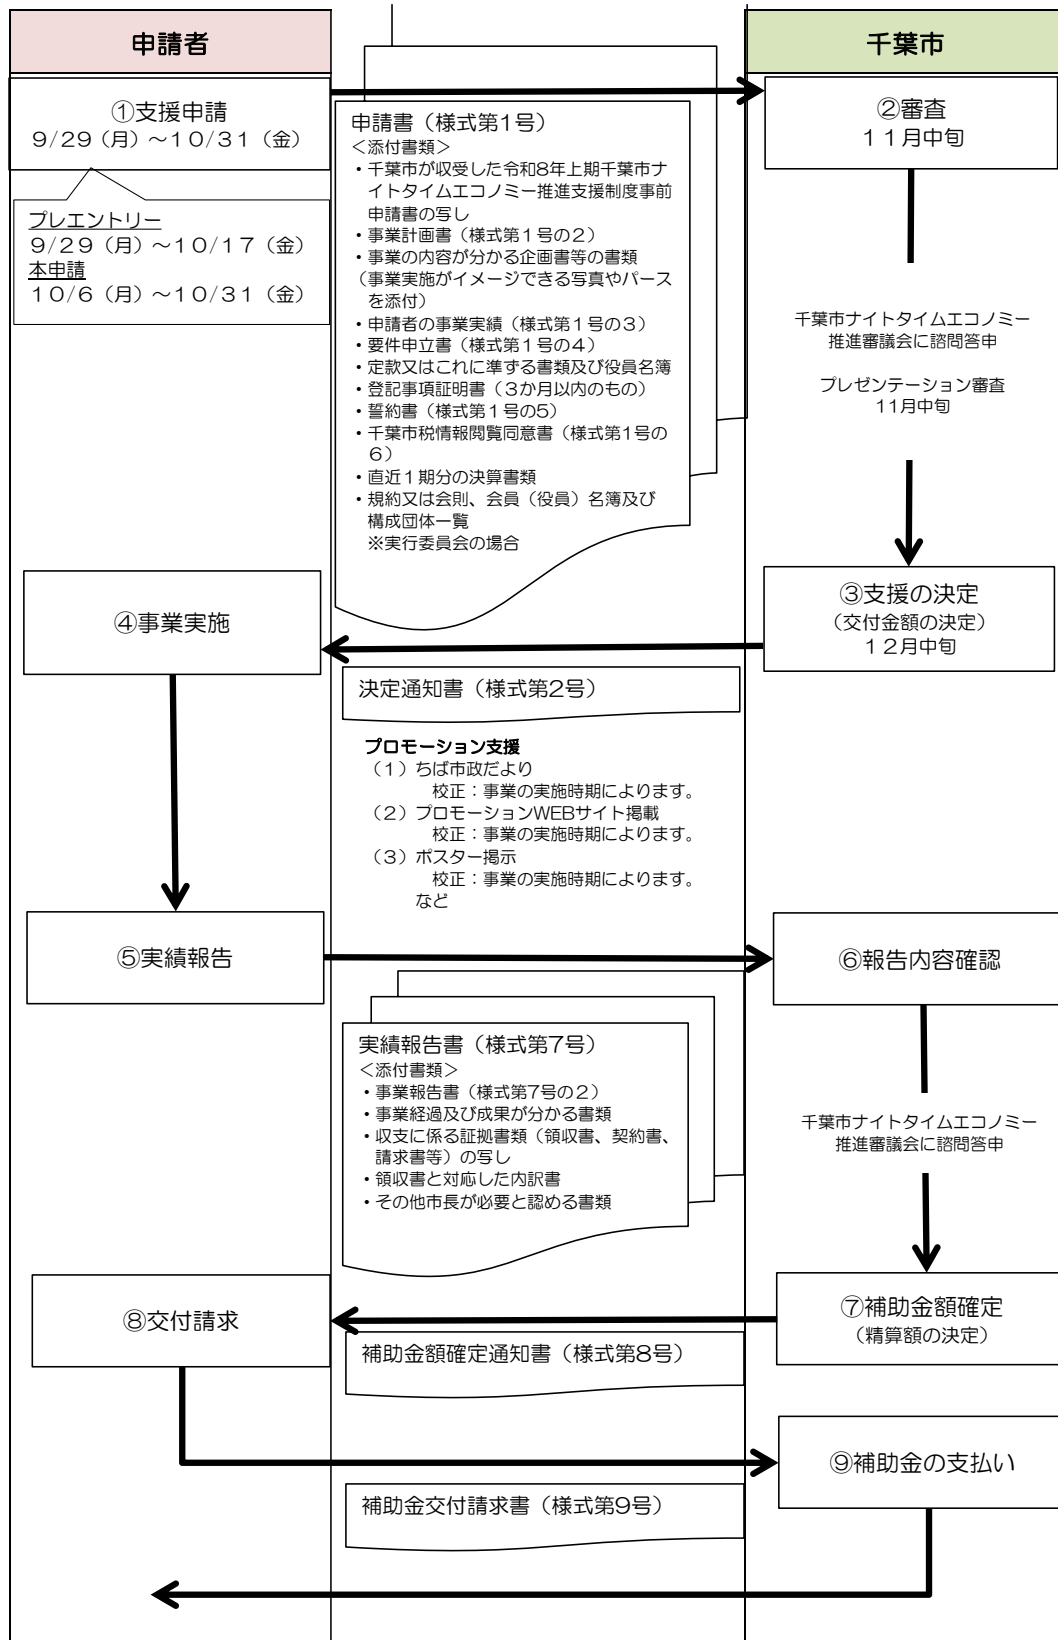 申請者
千葉市
①支援申請
9/29（月）～10/31（金）
プレエントリー
9/29（月）～10/17（金）
本申請
10/6（月）～10/31（金）
申請書（様式第1号）
＜添付書類＞
・千葉市が収受した令和8年上期千葉市ナ
イトタイムエコノミー推進支援制度事前
申請書の写し
・事業計画書（様式第１号の２）
・事業の内容が分かる企画書等の書類
（事業実施がイメージできる写真やパース
を添付）
・申請者の事業実績（様式第１号の３）
・要件申立書（様式第１号の４）
・定款又はこれに準ずる書類及び役員名簿
・登記事項証明書（３か月以内のもの）
・誓約書（様式第１号の5）
・千葉市税情報閲覧同意書（様式第1号の
６）
・直近１期分の決算書類
・規約又は会則、会員（役員）名簿及び
構成団体一覧
※実行委員会の場合
②審査
１１月中旬
千葉市ナイトタイムエコノミー
推進審議会に諮問答申
プレゼンテーション審査
11月中旬
③支援の決定
（交付金額の決定）
１２月中旬
④事業実施
決定通知書（様式第2号）
プロモーション支援
（１）ちば市政だより
校正：事業の実施時期によります。
（２）プロモーションWEBサイト掲載
校正：事業の実施時期によります。
（３）ポスター掲示
校正：事業の実施時期によります。
など
⑤実績報告
⑥報告内容確認
実績報告書（様式第7号）
＜添付書類＞
・事業報告書（様式第7号の２）
・事業経過及び成果が分かる書類
・収支に係る証拠書類（領収書、契約書、
請求書等）の写し
・領収書と対応した内訳書
・その他市長が必要と認める書類
千葉市ナイトタイムエコノミー
推進審議会に諮問答申
⑦補助金額確定
（精算額の決定）
⑧交付請求
補助金額確定通知書（様式第8号）
⑨補助金の支払い
補助金交付請求書（様式第9号）